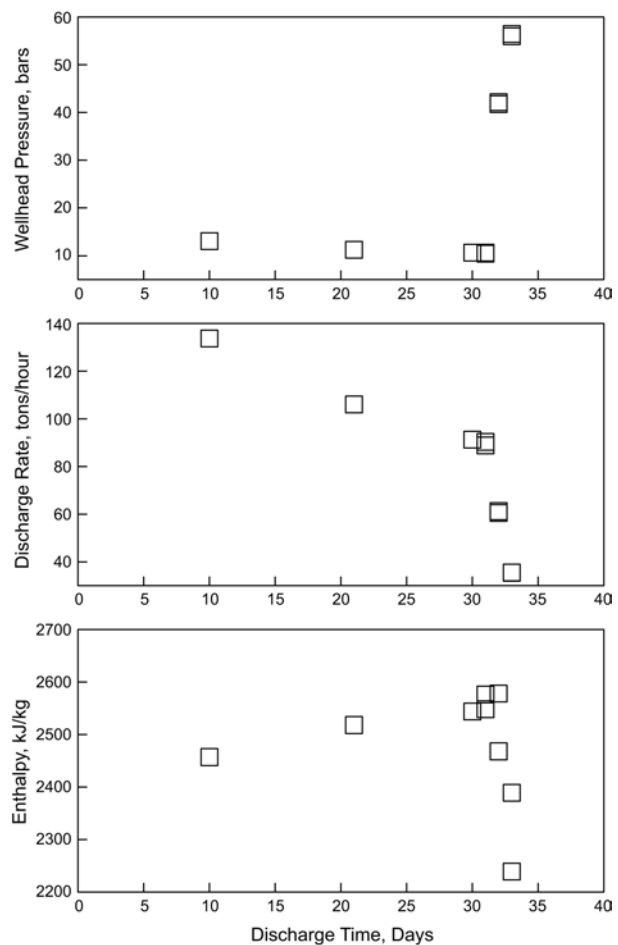 Wellhead Pressure, bars
60
50
40
30
20
10
0 5 10 15 20 25 30 35 40
Discharge Rate, tons/hour
140
120
100
80
60
40
0 5 10 15 20 25 30 35 40
Enthalpy, kJ/kg
2700
2600
2500
2400
2300
2200
0 5 10 15 20 25 30 35 40
Discharge Time, Days